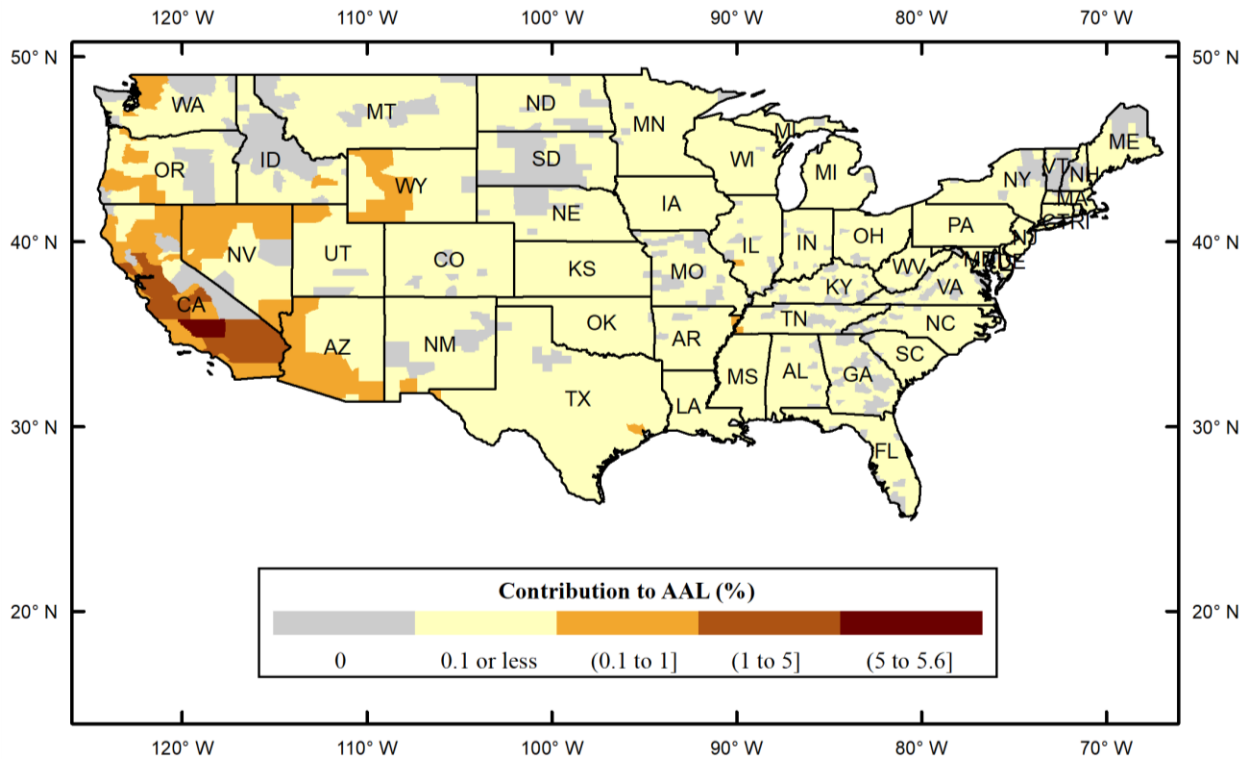 120° W 110° W 100° W 90° W 80° W 70° W
50° N 50° N
WA MT ND MN MI ME
OR ID SD WI MI NY VT NH
WY MA
IA CT RI
NE PA NJ
NV UT CO IL IN OH MD DE
40° N 40° N
KS MO WV VA
CA KY
AZ NM OK AR TN NC
SC
TX LA MS AL GA
30° N 30° N
FL
Contribution to AAL (%)
0 0.1 or less (0.1 to 1] (1 to 5] (5 to 5.6]
20° N 20° N
120° W 110° W 100° W 90° W 80° W 70° W